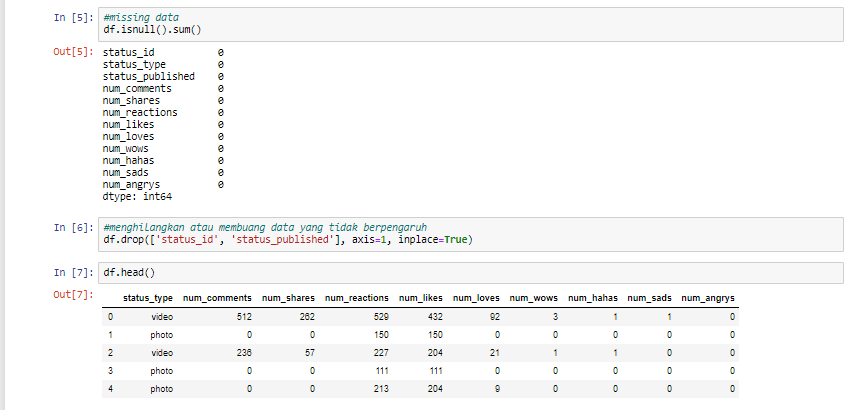 In [5]: #missing data
df.isnull().sum()
Out[5]: status_id 0
status_type 0
status_published 0
num_comments 0
num_shares 0
num_reactions 0
num_likes 0
num_loves 0
num_wows 0
num_hahas 0
num_sads 0
num_angrys 0
dtype: int64
In [6]: #menghilangkan atau membuang data yang tidak berpengaruh
df.drop(['status_id', 'status_published'], axis=1, inplace=True)
In [7]: df.head()
Out[7]:
status_type num_comments num_shares num_reactions num_likes num_loves num_wows num_hahas num_sads num_angrys
0 video 512 262 529 432 92 3 1 1 0
1 photo 0 0 150 150 0 0 0 0 0
2 video 236 57 227 204 21 1 1 0 0
3 photo 0 0 111 111 0 0 0 0 0
4 photo 0 0 213 204 9 0 0 0 0